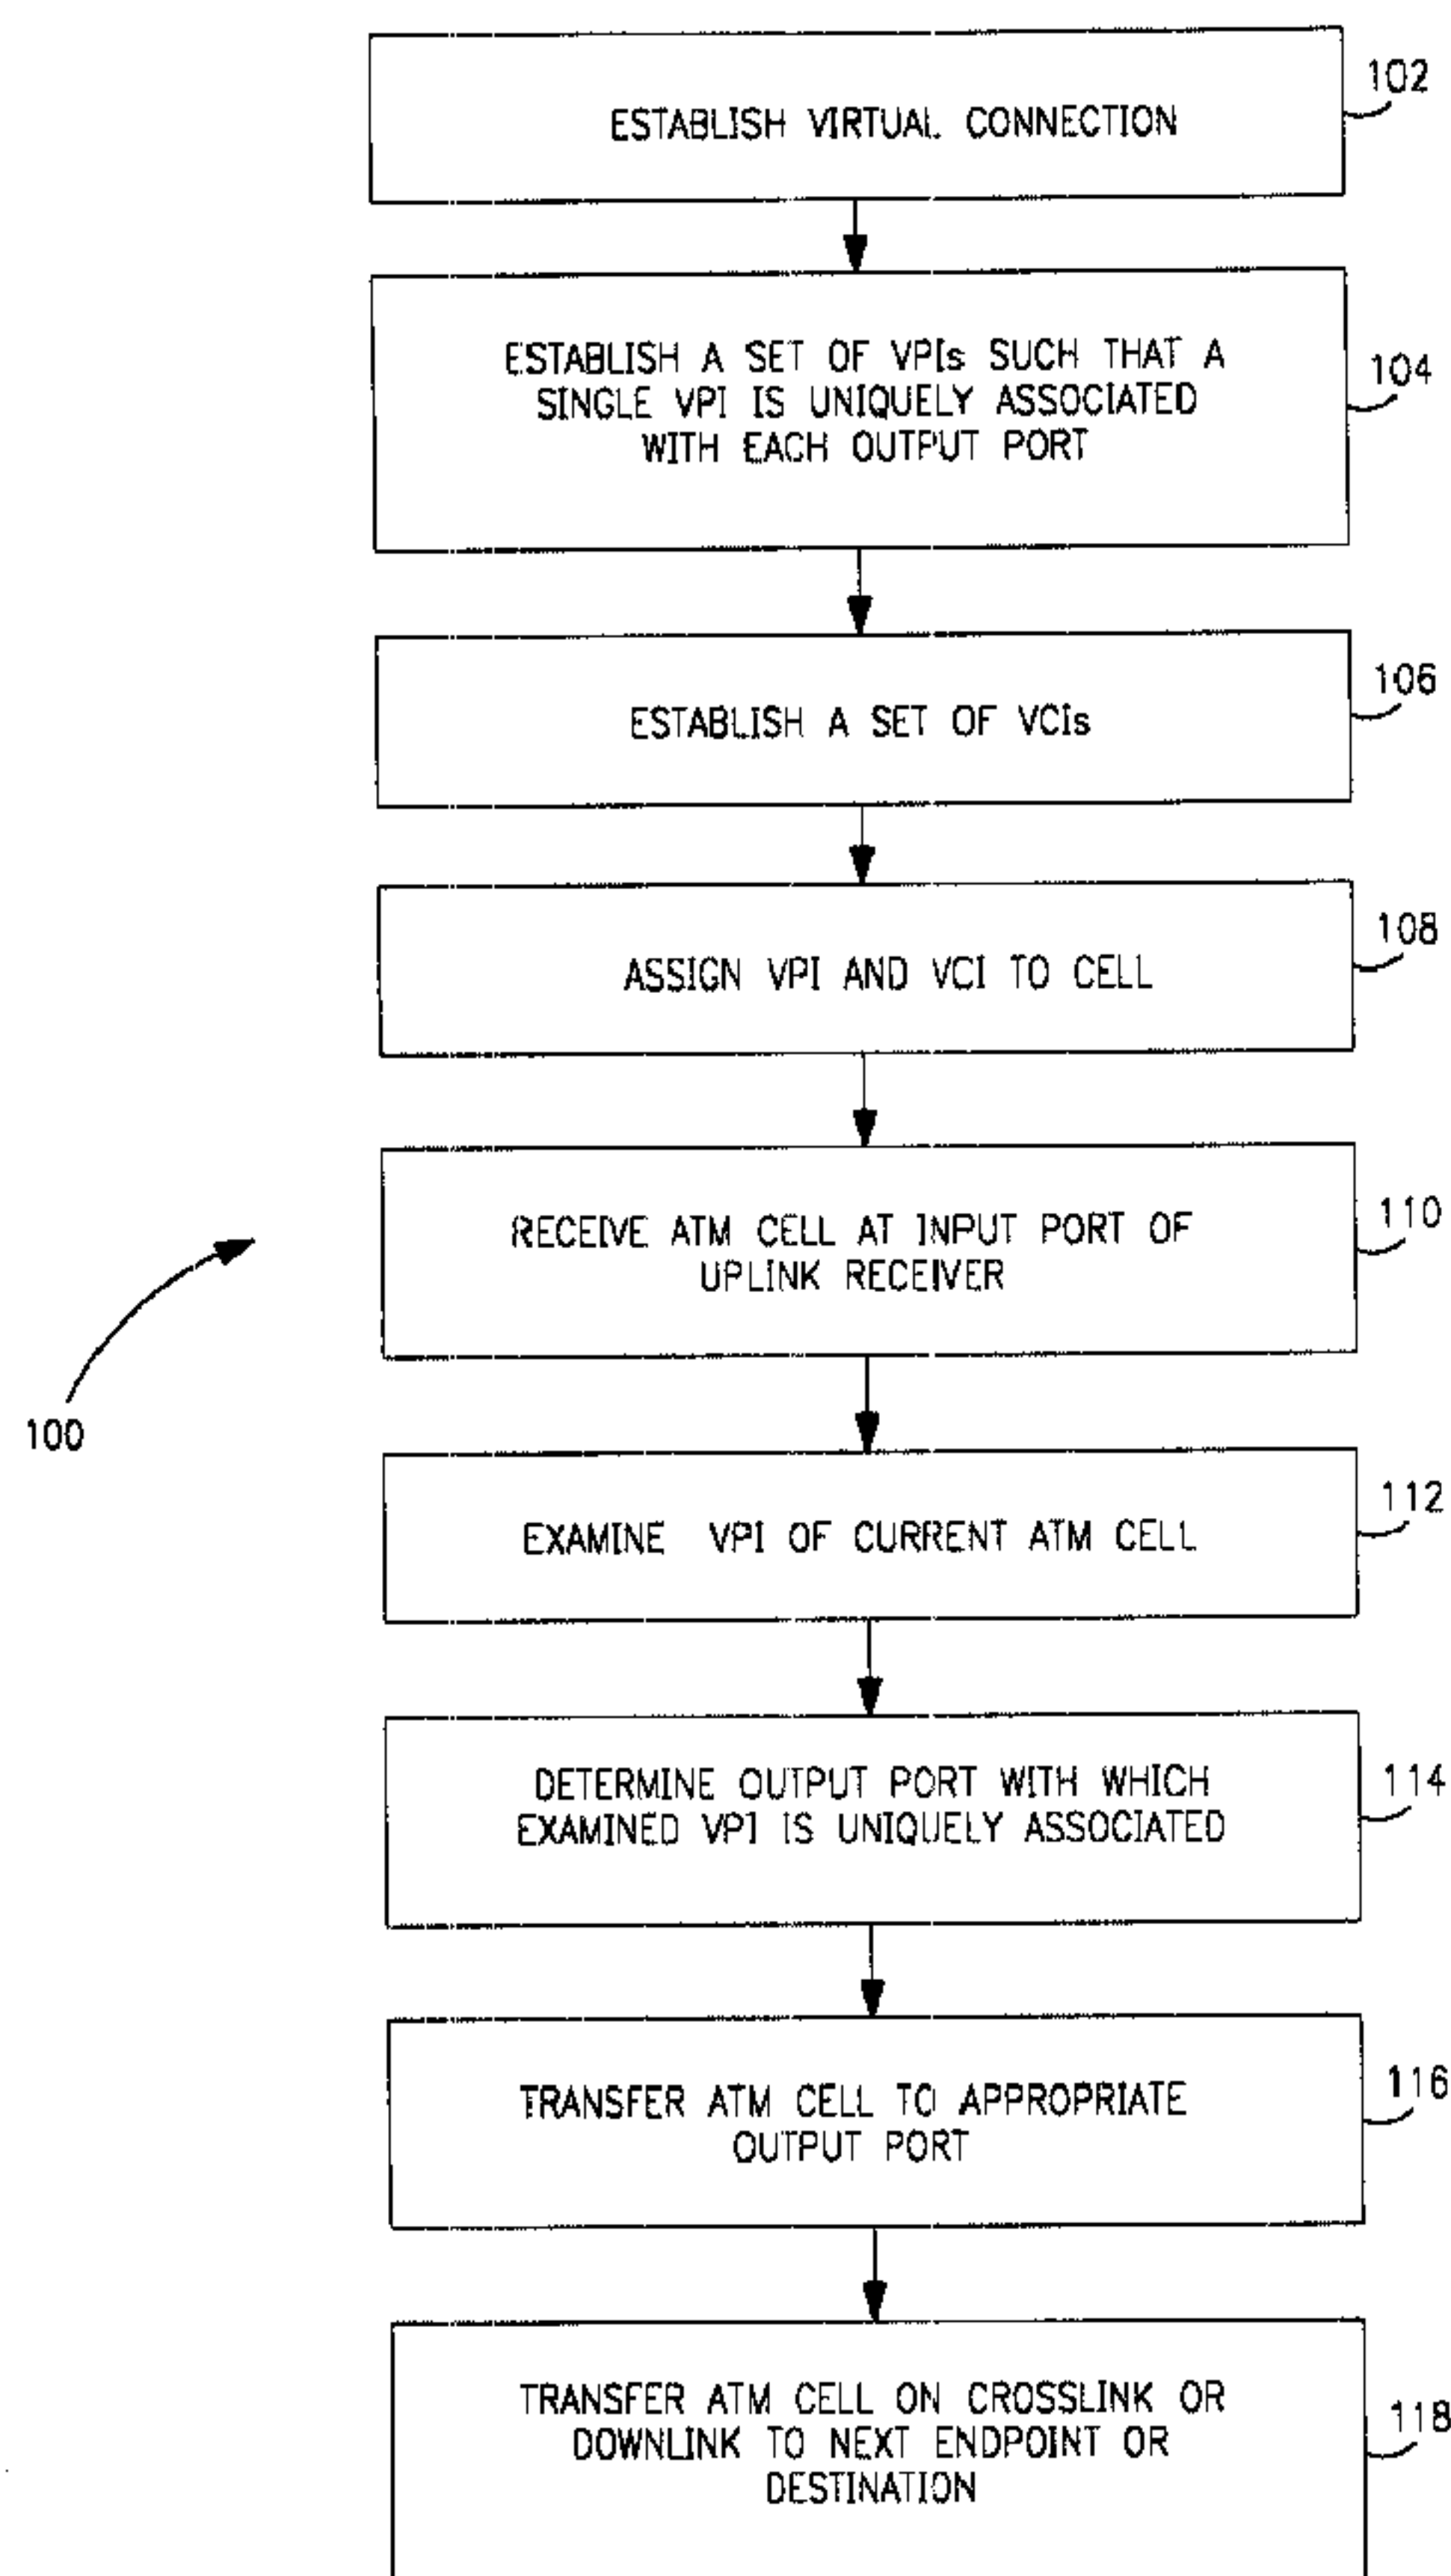 102
ESTABLISH VIRTUAL CONNECTION
104
ESTABLISH A SET OF VPIs SUCH THAT A
SINGLE VPI IS UNIQUELY ASSOCIATED
WITH EACH OUTPUT PORT
106
ESTABLISH A SET OF VCIs
108
ASSIGN VPI AND VCI TO CELL
110
RECEIVE ATM CELL AT INPUT PORT OF
UPLINK RECEIVER
100
112
EXAMINE VPI OF CURRENT ATM CELL
114
DETERMINE OUTPUT PORT WITH WHICH
EXAMINED VPI IS UNIQUELY ASSOCIATED
116
TRANSFER ATM CELL TO APPROPRIATE
OUTPUT PORT
118
TRANSFER ATM CELL ON CROSSLINK OR
DOWNLINK TO NEXT ENDPOINT OR
DESTINATION